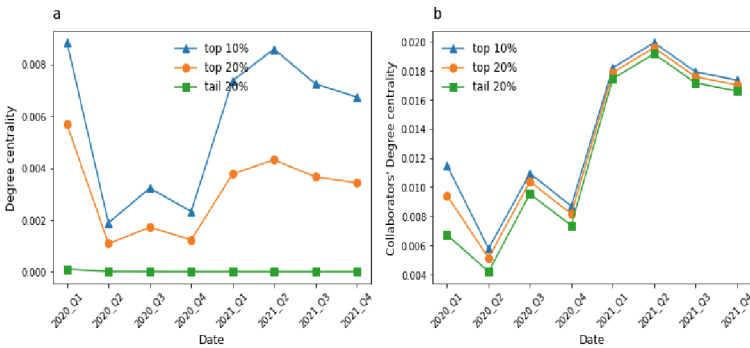 a
Degree centrality
0.008
0.006
0.004
0.002
0.000
top 10%
top 20%
tail 20%
2020_Q1
2020_Q2
2020_Q3
2020_Q4
2021_Q1
2021_Q2
2021_Q3
2021_Q4
Date
b
Collaborators' Degree centrality
0.020
0.018
0.016
0.014
0.012
0.010
0.008
0.006
0.004
top 10%
top 20%
tail 20%
2020_Q1
2020_Q2
2020_Q3
2020_Q4
2021_Q1
2021_Q2
2021_Q3
2021_Q4
Date